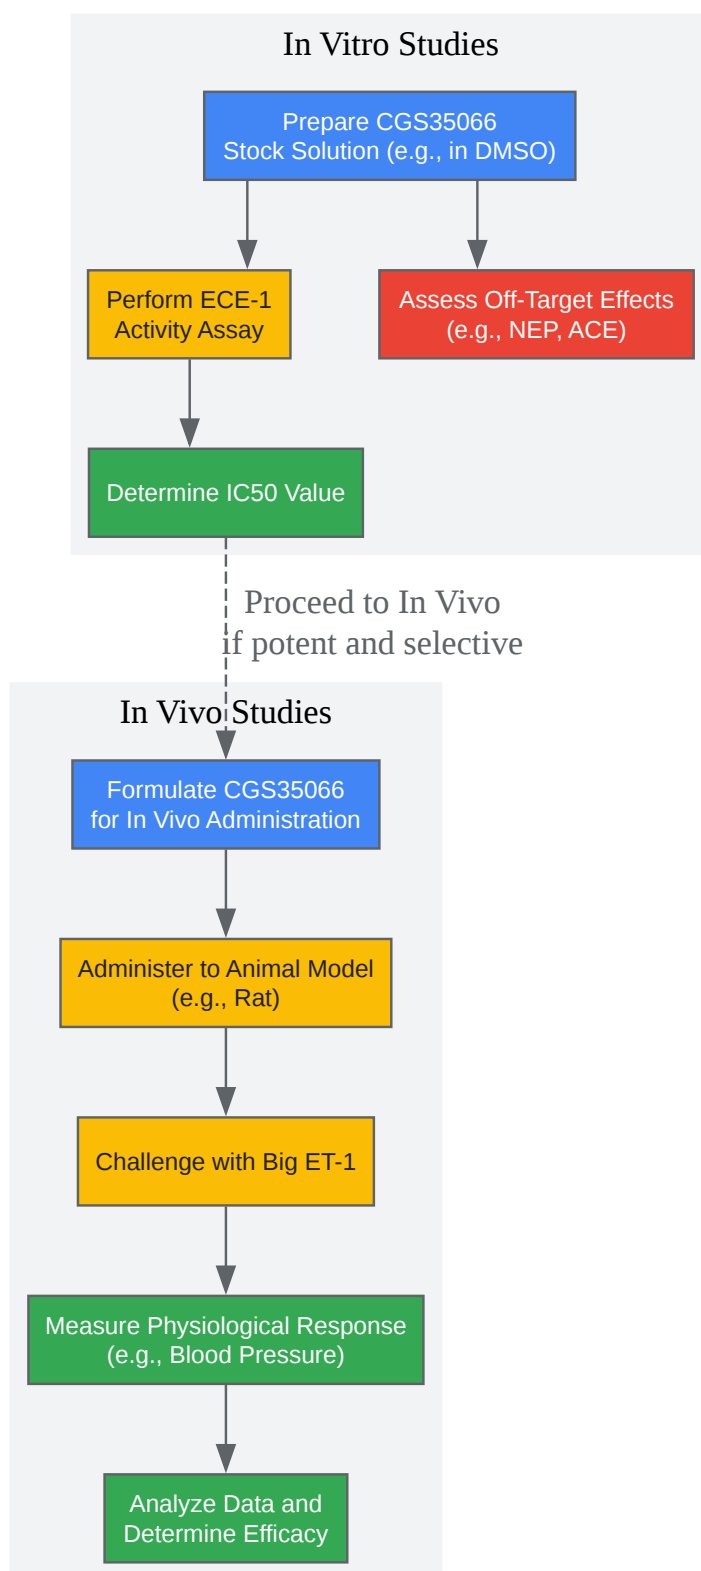 In Vitro Studies
Prepare CGS35066
Stock Solution (e.g., in DMSO)
Perform ECE-1
Activity Assay
Assess Off-Target Effects
(e.g., NEP, ACE)
Determine IC50 Value
Proceed to In Vivo
if potent and selective
In Vivo Studies
Formulate CGS35066
for In Vivo Administration
Administer to Animal Model
(e.g., Rat)
Challenge with Big ET-1
Measure Physiological Response
(e.g., Blood Pressure)
Analyze Data and
Determine Efficacy